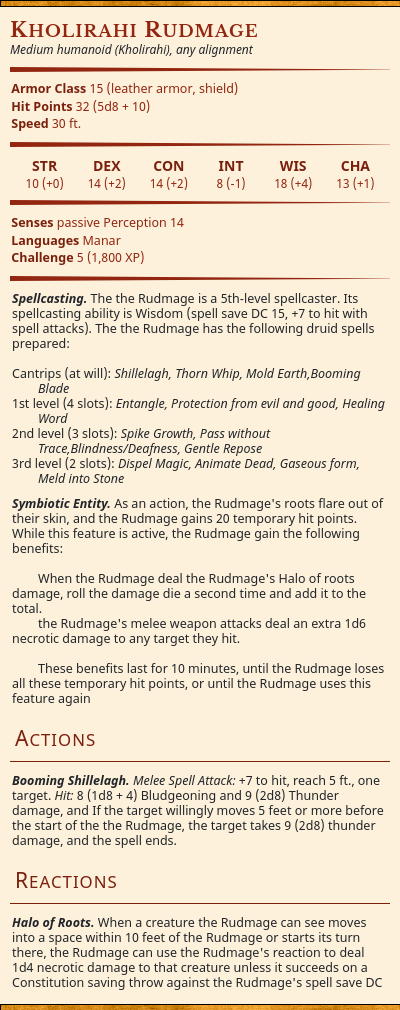 Kholirahi Rudmage
Medium humanoid (Kholirahi), any alignment
Armor Class 15 (leather armor, shield)
Hit Points 32 (5d8 + 10)
Speed 30 ft.
STR DEX CON INT WIS CHA
10 (+0) 14 (+2) 14 (+2) 8 (-1) 18 (+4) 13 (+1)
Senses passive Perception 14
Languages Manar
Challenge 5 (1,800 XP)
Spellcasting. The the Rudmage is a 5th-level spellcaster. Its
spellcasting ability is Wisdom (spell save DC 15, +7 to hit with
spell attacks). The the Rudmage has the following druid spells
prepared:
Cantrips (at will): Shillelagh, Thorn Whip, Mold Earth,Booming
Blade
1st level (4 slots): Entangle, Protection from evil and good, Healing
Word
2nd level (3 slots): Spike Growth, Pass without
Trace,Blindness/Deafness, Gentle Repose
3rd level (2 slots): Dispel Magic, Animate Dead, Gaseous form,
Meld into Stone
Symbiotic Entity. As an action, the Rudmage's roots flare out of
their skin, and the Rudmage gains 20 temporary hit points.
While this feature is active, the Rudmage gain the following
benefits:
When the Rudmage deal the Rudmage's Halo of roots
damage, roll the damage die a second time and add it to the
total.
the Rudmage's melee weapon attacks deal an extra 1d6
necrotic damage to any target they hit.
These benefits last for 10 minutes, until the Rudmage loses
all these temporary hit points, or until the Rudmage uses this
feature again
Actions
Booming Shillelagh. Melee Spell Attack: +7 to hit, reach 5 ft., one
target. Hit: 8 (1d8 + 4) Bludgeoning and 9 (2d8) Thunder
damage, and If the target willingly moves 5 feet or more before
the start of the the Rudmage, the target takes 9 (2d8) thunder
damage, and the spell ends.
Reactions
Halo of Roots. When a creature the Rudmage can see moves
into a space within 10 feet of the Rudmage or starts its turn
there, the Rudmage can use the Rudmage's reaction to deal
1d4 necrotic damage to that creature unless it succeeds on a
Constitution saving throw against the Rudmage's spell save DC